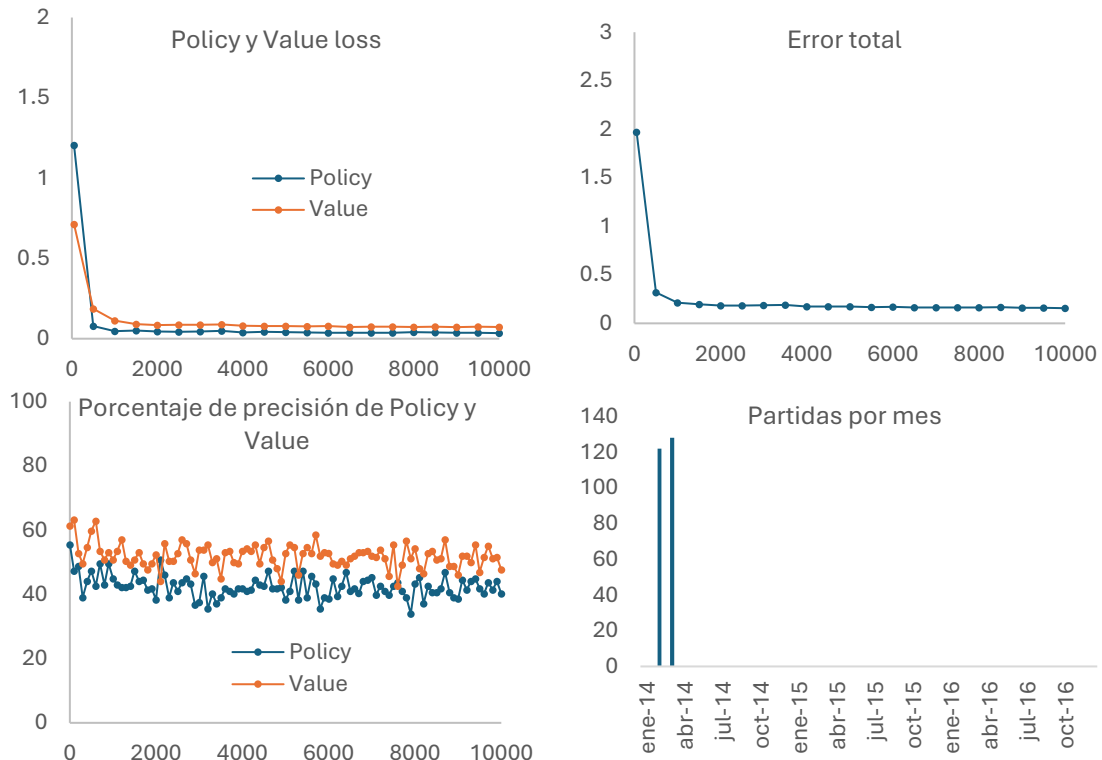 Policy y Value loss
2
1.5
1
0.5
0
Policy
Value
0 2000 4000 6000 8000 10000
Error total
3
2.5
2
1.5
1
0.5
0
0 2000 4000 6000 8000 10000
Porcentaje de precisión de Policy y
Value
100
80
60
40
20
0
Policy
Value
0 2000 4000 6000 8000 10000
Partidas por mes
140
120
100
80
60
40
20
0
ene-14
abr-14
jul-14
oct-14
ene-15
abr-15
jul-15
oct-15
ene-16
abr-16
jul-16
oct-16